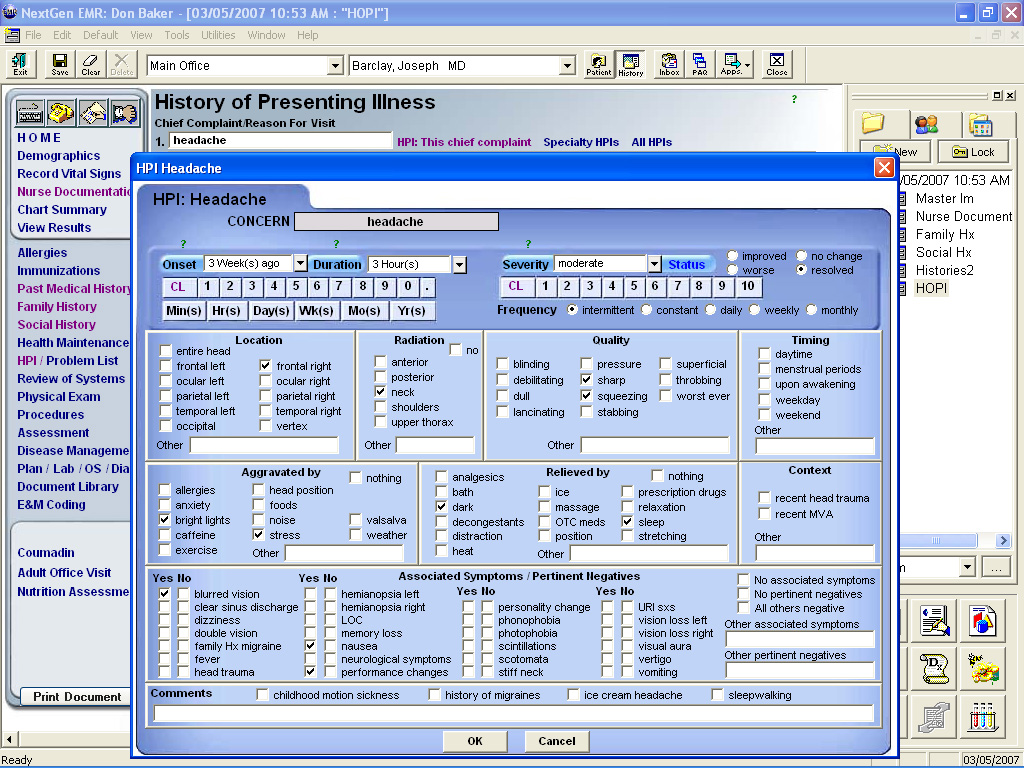 NextGen EMR: Don Baker - [03/05/2007 10:53 AM : "HOPI"]
File Edit Default View Tools Utilities Window Help
Exit Save Clear Delete Main Office Barclay, Joseph MD Patient History Inbox PAQ Apps. Close
History of Presenting Illness ?
Chief Complaint/Reason For Visit
1. headache HPI: This chief complaint Specialty HPIs All HPIs
HOME
Demographics
Record Vital Signs
Nurse Documentatio
Chart Summary
View Results
Allergies
Immunizations
Past Medical History
Family History
Social History
Health Maintenance
HPI / Problem List
Review of Systems
Physical Exam
Procedures
Assessment
Disease Manageme
Plan / Lab / OS / Dia
Document Library
E&M Coding
Coumadin
Adult Office Visit
Nutrition Assessme
Print Document
New Lock
/05/2007 10:53 AM
Master Im
Nurse Document
Family Hx
Social Hx
Histories2
HOPI
...
HPI Headache
HPI: Headache
CONCERN headache
? ? ?
Onset 3 Week(s) ago Duration 3 Hour(s) Severity moderate Status improved no change
worse resolved
CL 1 2 3 4 5 6 7 8 9 0 . CL 1 2 3 4 5 6 7 8 9 10
Min(s) Hr(s) Day(s) Wk(s) Mo(s) Yr(s) Frequency intermittent constant daily weekly monthly
Location
entire head
frontal left frontal right
ocular left ocular right
parietal left parietal right
temporal left temporal right
occipital vertex
Other
Radiation no
anterior
posterior
neck
shoulders
upper thorax
Other
Quality
blinding pressure superficial
debilitating sharp throbbing
dull squeezing worst ever
lancinating stabbing
Other
Timing
daytime
menstrual periods
upon awakening
weekday
weekend
Other
Aggravated by nothing
allergies head position
anxiety foods
bright lights noise valsalva
caffeine stress weather
exercise Other
Relieved by nothing
analgesics
bath ice prescription drugs
dark massage relaxation
decongestants OTC meds sleep
distraction position stretching
heat Other
Context
recent head trauma
recent MVA
Other
Associated Symptoms / Pertinent Negatives
Yes No Yes No Yes No Yes No
blurred vision hemianopsia left
clear sinus discharge hemianopsia right personality change URI sxs
dizziness LOC phonophobia vision loss left
double vision memory loss photophobia vision loss right
family Hx migraine nausea scintillations visual aura
fever neurological symptoms scotomata vertigo
head trauma performance changes stiff neck vomiting
No associated symptoms
No pertinent negatives
All others negative
Other associated symptoms
Other pertinent negatives
Comments childhood motion sickness history of migraines ice cream headache sleepwalking
OK Cancel
Ready 03/05/2007